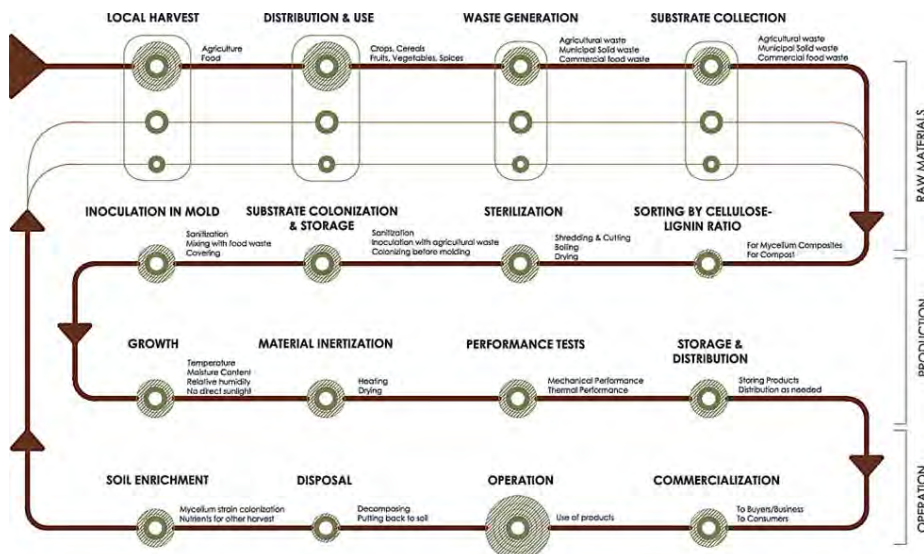 LOCAL HARVEST
Agriculture
Food
DISTRIBUTION & USE
Crops, Cereals
Fruits, Vegetables, Spices
WASTE GENERATION
Agricultural waste
Municipal Solid waste
Commercial food waste
SUBSTRATE COLLECTION
Agricultural waste
Municipal Solid waste
Commercial food waste
RAW MATERIALS
INOCULATION IN MOLD
Sanitization
Mixing with food waste
Covering
SUBSTRATE COLONIZATION
& STORAGE
Sanitization
Inoculation with agricultural waste
Colonizing before molding
STERILIZATION
Shredding & Cutting
Boiling
Drying
SORTING BY CELLULOSE-
LIGNIN RATIO
For Mycelium Composites
For Compost
PRODUCTION
GROWTH
Temperature
Moisture Content
Relative humidity
No direct sunlight
MATERIAL INERTIZATION
Heating
Drying
PERFORMANCE TESTS
Mechanical Performance
Thermal Performance
STORAGE &
DISTRIBUTION
Storing Products
Distribution as needed
SOIL ENRICHMENT
Mycelium strain colonization
Nutrients for other harvest
DISPOSAL
Decomposing
Putting back to soil
OPERATION
Use of products
COMMERCIALIZATION
To Buyers/Business
To Consumers
OPERATION